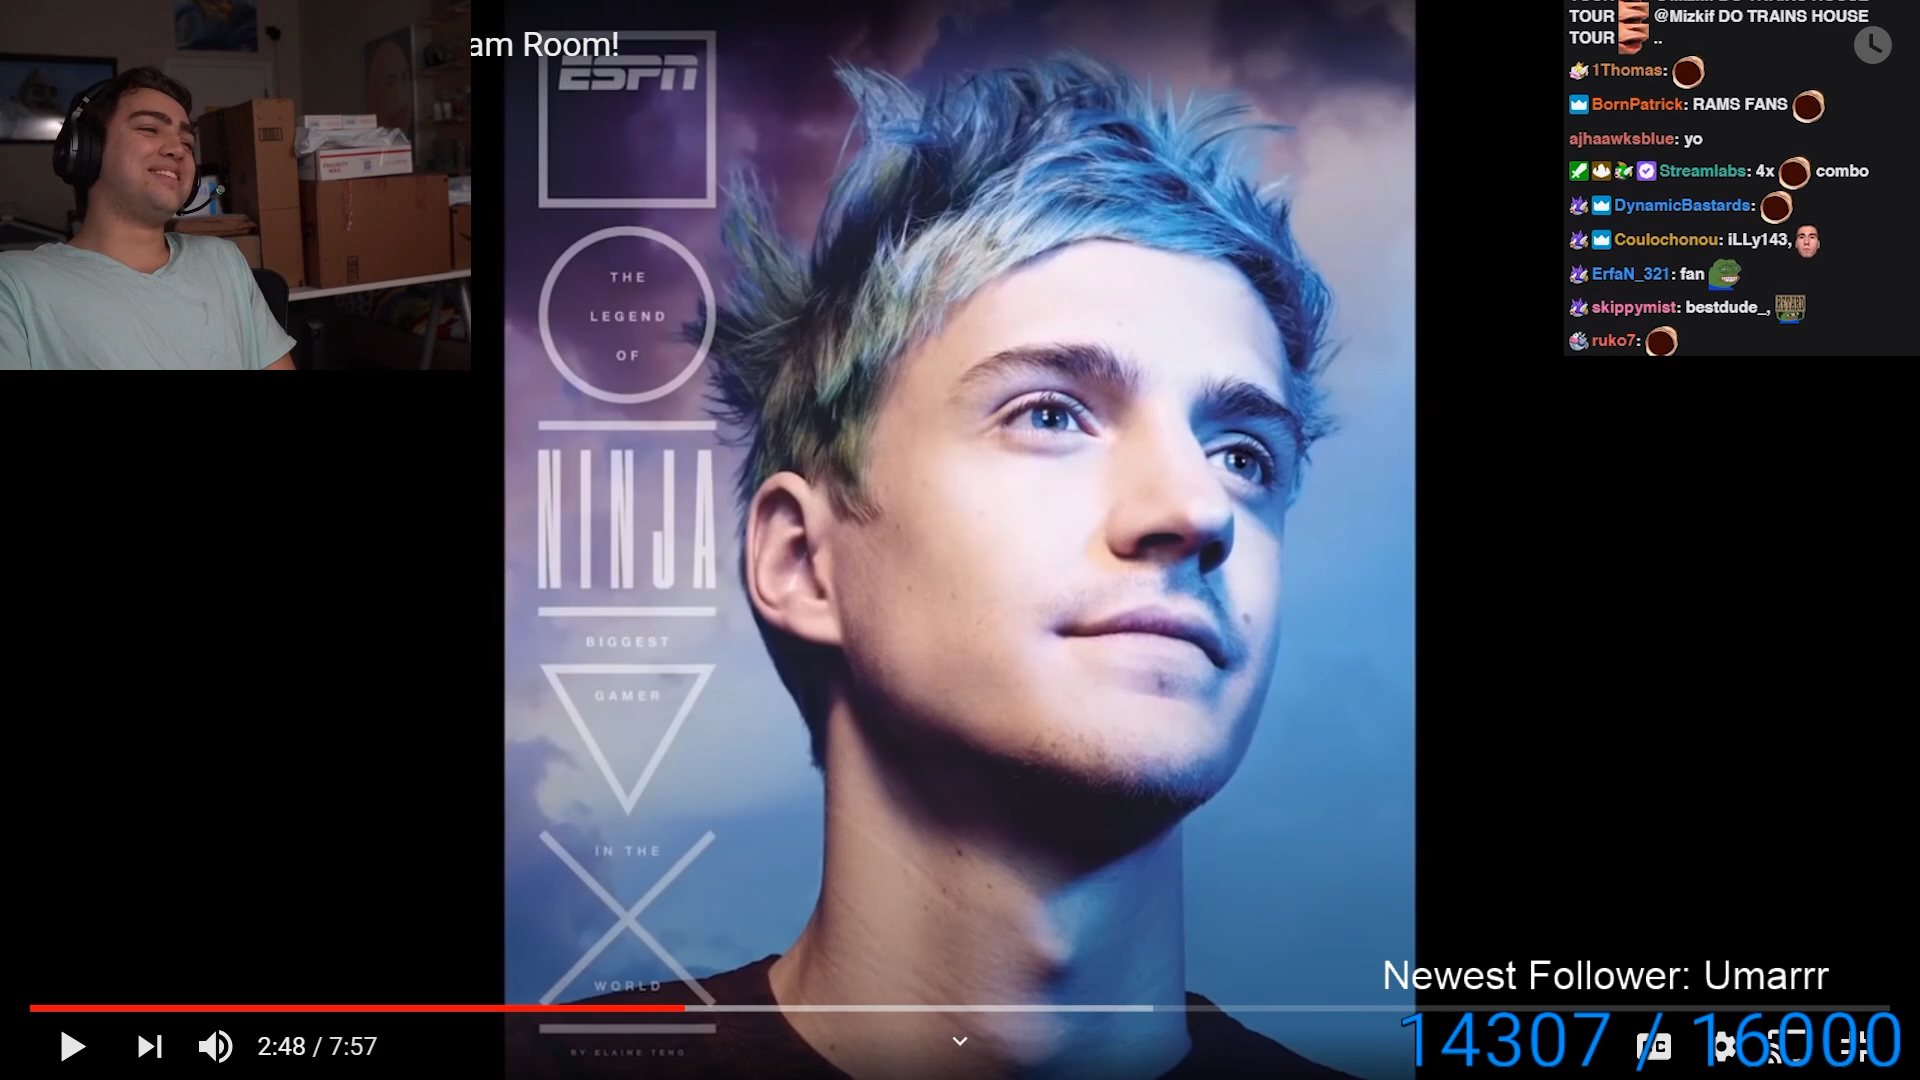 am Room!
ESPN
THE
LEGEND
OF
NINJA
BIGGEST
GAMER
IN THE
WORLD
BY ELAINE TENG
PRIORITY
MAIL
TOUR @Mizkif DO TRAINS HOUSE
TOUR ..
1Thomas:
BornPatrick: RAMS FANS
ajhaawksblue: yo
Streamlabs: 4x combo
DynamicBastards:
Coulochonou: iLLy143,
ErfaN_321: fan
skippymist: bestdude_,
ruko7:
Newest Follower: Umarrr
14307 / 16000
2:48 / 7:57